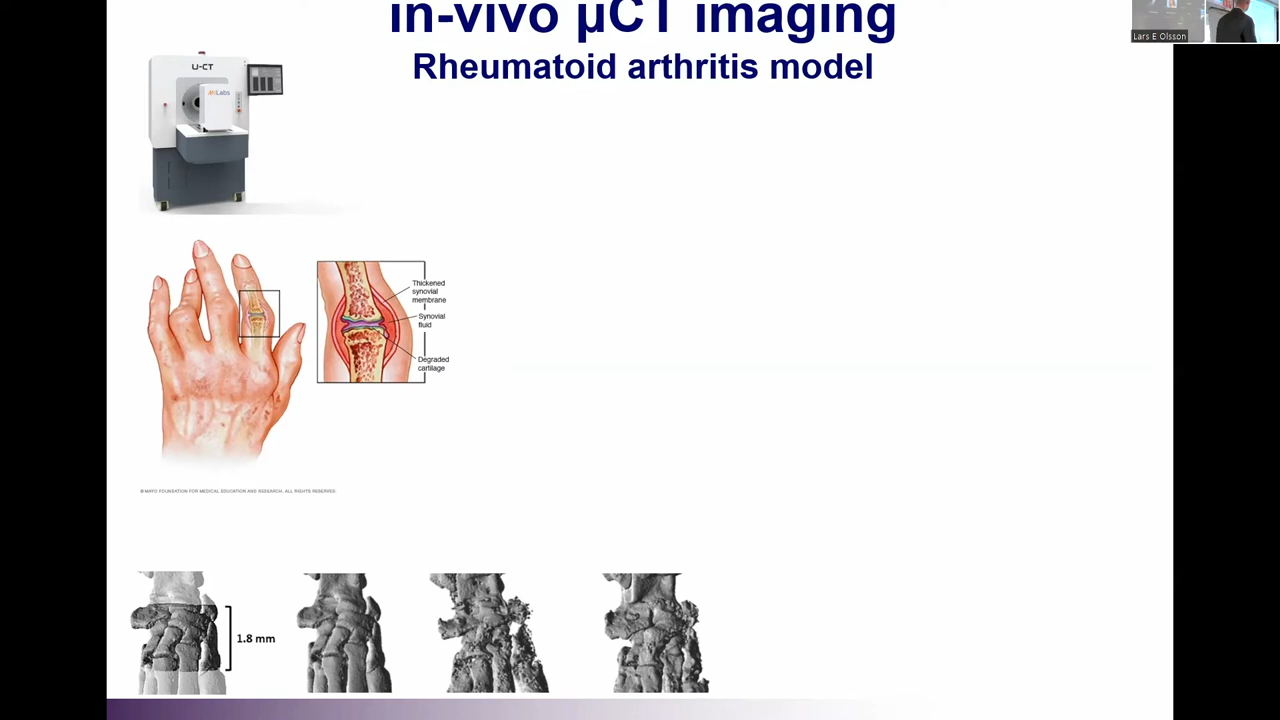 in-vivo µCT imaging
Rheumatoid arthritis model
Lars E Olsson
U-CT
MILabs
Thickened
synovial
membrane
Synovial
fluid
Degraded
cartilage
© MAYO FOUNDATION FOR MEDICAL EDUCATION AND RESEARCH. ALL RIGHTS RESERVED.
1.8 mm